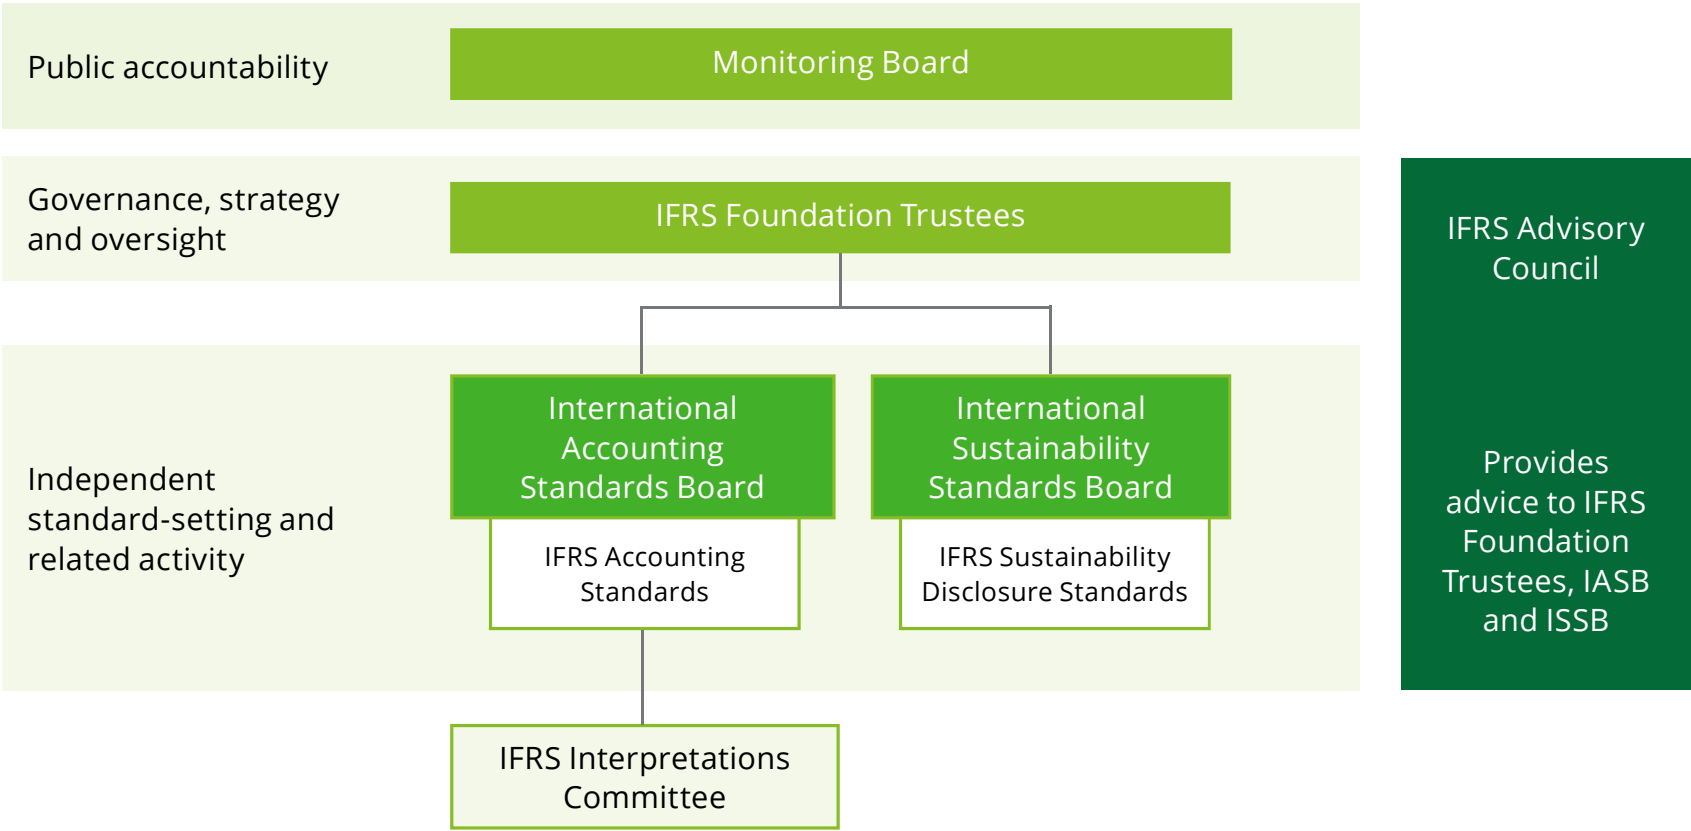 Public accountability
Monitoring Board
Governance, strategy
and oversight
IFRS Foundation Trustees
IFRS Advisory
Council
Independent
standard-setting and
related activity
International
Accounting
Standards Board
IFRS Accounting
Standards
International
Sustainability
Standards Board
IFRS Sustainability
Disclosure Standards
Provides
advice to IFRS
Foundation
Trustees, IASB
and ISSB
IFRS Interpretations
Committee